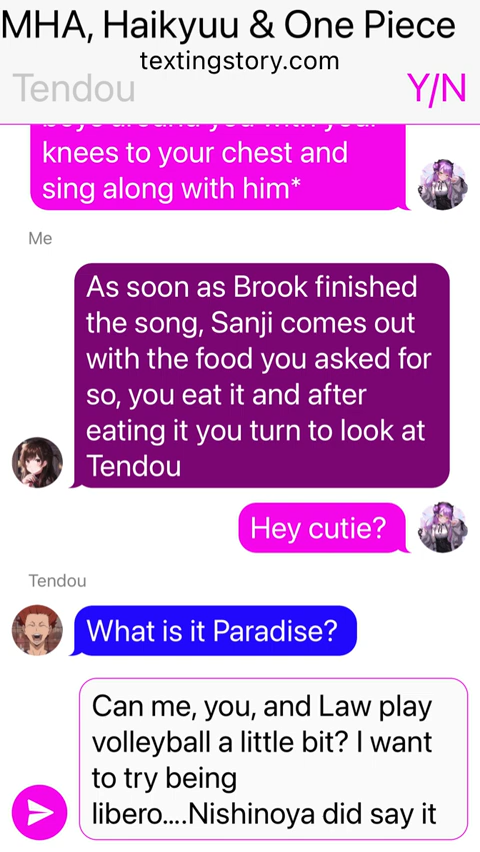 MHA, Haikyuu & One Piece
textingstory.com
Tendou
Y/N
knees to your chest and
sing along with him*
Me
As soon as Brook finished
the song, Sanji comes out
with the food you asked for
so, you eat it and after
eating it you turn to look at
Tendou
Hey cutie?
Tendou
What is it Paradise?
Can me, you, and Law play
volleyball a little bit? I want
to try being
libero....Nishinoya did say it